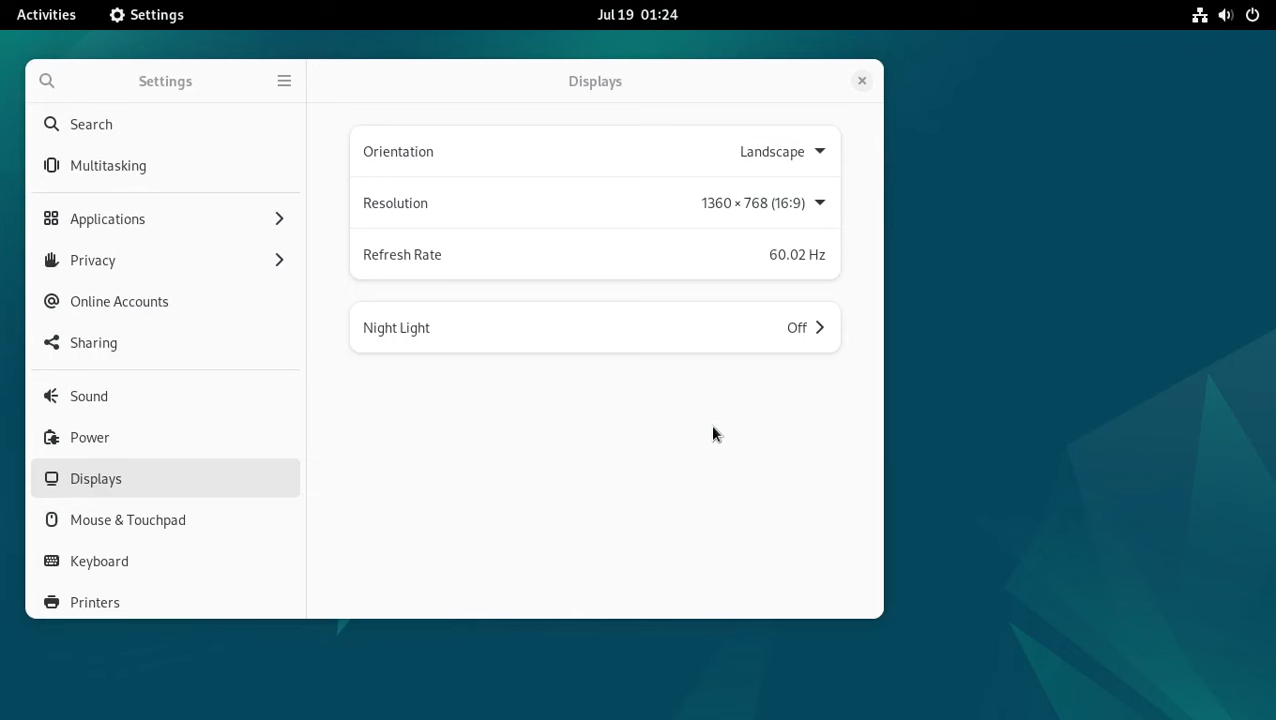 Activities Settings Jul 19 01:24
Settings Displays
Search
Multitasking
Applications
Privacy
Online Accounts
Sharing
Sound
Power
Displays
Mouse & Touchpad
Keyboard
Printers
Orientation Landscape
Resolution 1360 × 768 (16:9)
Refresh Rate 60.02 Hz
Night Light Off